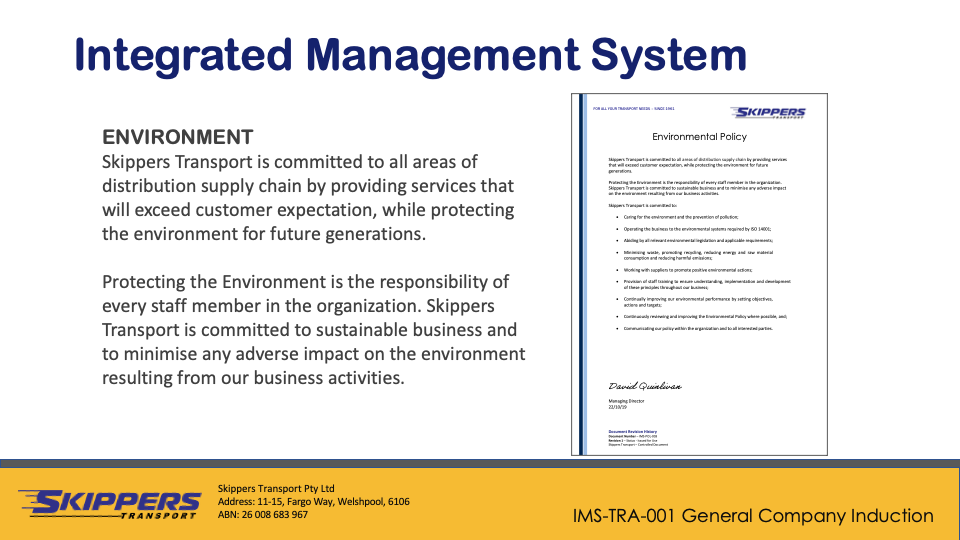 Integrated Management System
ENVIRONMENT
Skippers Transport is committed to all areas of
distribution supply chain by providing services that
will exceed customer expectation, while protecting
the environment for future generations.
Protecting the Environment is the responsibility of
every staff member in the organization. Skippers
Transport is committed to sustainable business and
to minimise any adverse impact on the environment
resulting from our business activities.
FOR ALL YOUR TRANSPORT NEEDS - SINCE 1961
SKIPPERS
TRANSPORT
Environmental Policy
Skippers Transport is committed to all areas of distribution supply chain by providing services
that will exceed customer expectation, while protecting the environment for future
generations.
Protecting the Environment is the responsibility of every staff member in the organization.
Skippers Transport is committed to sustainable business and to minimise any adverse impact
on the environment resulting from our business activities.
Skippers Transport is committed to:
• Caring for the environment and the prevention of pollution;
• Operating the business to the environmental systems required by ISO 14001;
• Abiding by all relevant environmental legislation and applicable requirements;
• Minimising waste, promoting recycling, reducing energy and raw material
consumption and reducing harmful emissions;
• Working with suppliers to promote positive environmental actions;
• Provision of staff training to ensure understanding, implementation and development
of these principles throughout our business;
• Continually improving our environmental performance by setting objectives,
actions and targets;
• Continuously reviewing and improving the Environmental Policy where possible, and;
• Communicating our policy within the organization and to all interested parties.
David Quinlivan
Managing Director
22/10/19
Document Revision History
Document Number –
Revision 2 – Status – Issued for Use
Skippers Transport – Controlled Document
SKIPPERS
TRANSPORT
Skippers Transport Pty Ltd
Address: 11-15, Fargo Way, Welshpool, 6106
ABN: 26 008 683 967
IMS-TRA-001 General Company Induction